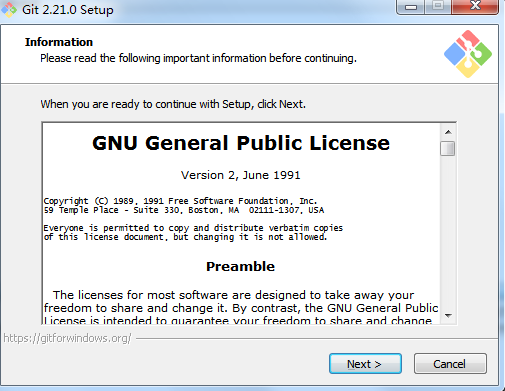 Git 2.21.0 Setup
Information
Please read the following important information before continuing.
When you are ready to continue with Setup, click Next.
GNU General Public License
Version 2, June 1991
Copyright (C) 1989, 1991 Free Software Foundation, Inc.
59 Temple Place - Suite 330, Boston, MA  02111-1307, USA
Everyone is permitted to copy and distribute verbatim copies
of this license document, but changing it is not allowed.
Preamble
The licenses for most software are designed to take away your
freedom to share and change it. By contrast, the GNU General Public
License is intended to guarantee your freedom to share and change
https://gitforwindows.org/
Next >
Cancel